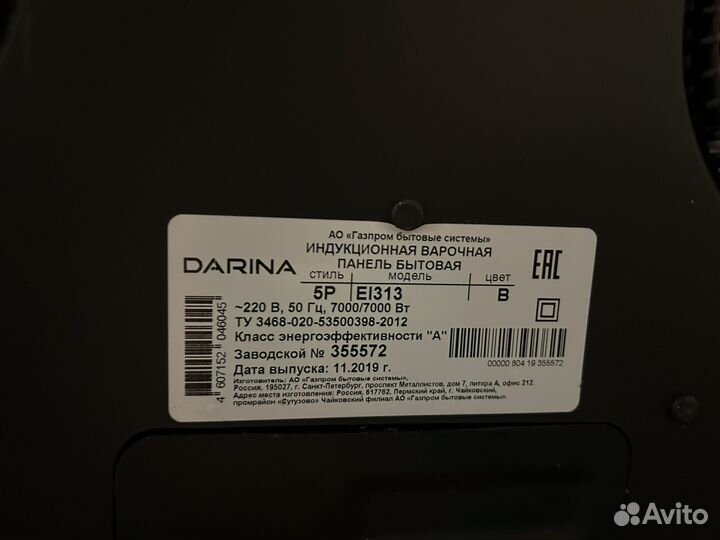 АО «Газпром бытовые системы»
ИНДУКЦИОННАЯ ВАРОЧНАЯ
ПАНЕЛЬ БЫТОВАЯ
DARINA
стиль модель цвет
5P EI313 B
EAC
~220 В, 50 Гц, 7000/7000 Вт
ТУ 3468-020-53500398-2012
Класс энергоэффективности "А"
Заводской № 355572
Дата выпуска: 11.2019 г.
00000 804 19 355572
4 607152 046045
Изготовитель: АО «Газпром бытовые системы».
Россия, 195027, г. Санкт-Петербург, проспект Металлистов, дом 7, литера А, офис 212.
Адрес места изготовления: Россия, 617762, Пермский край, г. Чайковский,
промрайон «Сутузово» Чайковский филиал АО «Газпром бытовые системы».
Avito